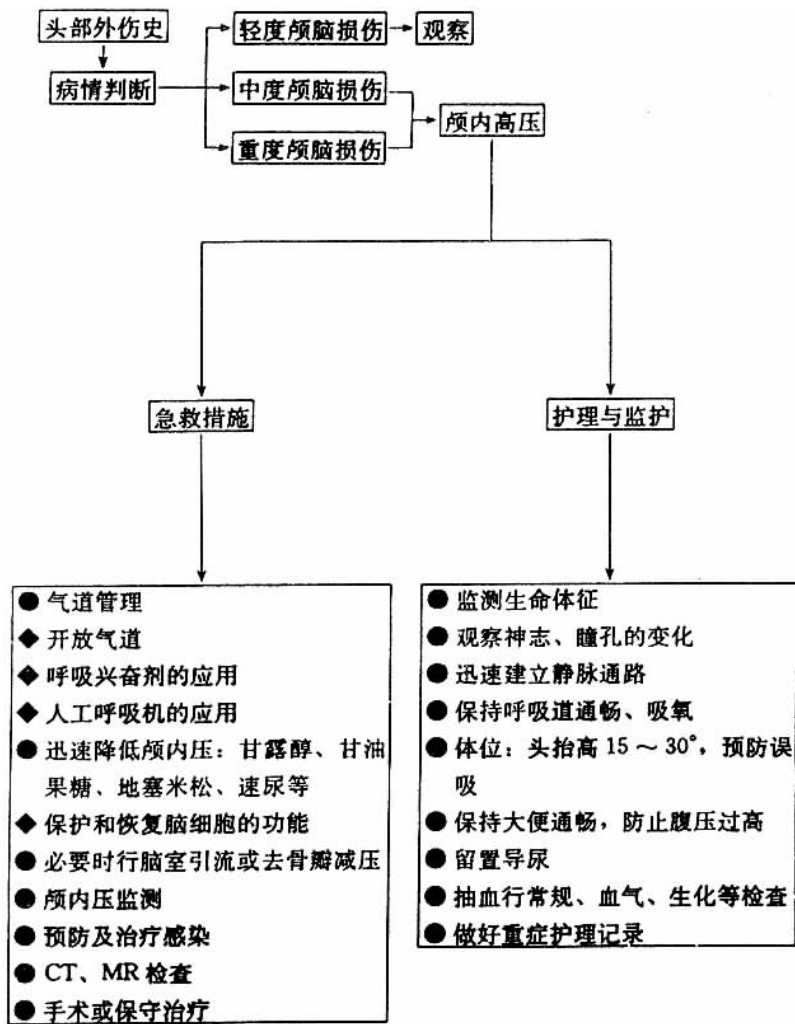 头部外伤史
轻度颅脑损伤
观察
病情判断
中度颅脑损伤
颅内高压
重度颅脑损伤
急救措施
护理与监护
● 气道管理
◆ 开放气道
◆ 呼吸兴奋剂的应用
◆ 人工呼吸机的应用
● 迅速降低颅内压：甘露醇、甘油
果糖、地塞米松、速尿等
◆ 保护和恢复脑细胞的功能
● 必要时行脑室引流或去骨瓣减压
● 颅内压监测
● 预防及治疗感染
● CT、MR 检查
● 手术或保守治疗
● 监测生命体征
● 观察神志、瞳孔的变化
● 迅速建立静脉通路
● 保持呼吸道通畅、吸氧
● 体位：头抬高 15～30°，预防误
吸
● 保持大便通畅，防止腹压过高
● 留置导尿
● 抽血行常规、血气、生化等检查
● 做好重症护理记录